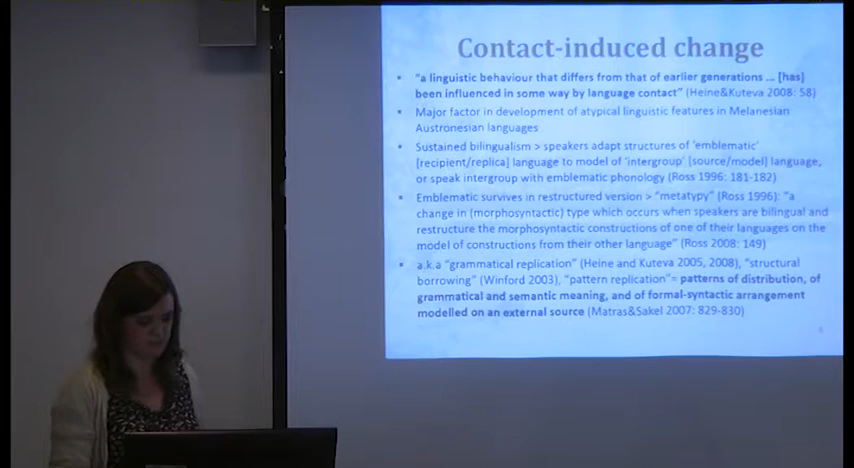 Contact-induced change
• "a linguistic behaviour that differs from that of earlier generations ... [has]
been influenced in some way by language contact" (Heine&Kuteva 2008: 58)
• Major factor in development of atypical linguistic features in Melanesian
Austronesian languages
• Sustained bilingualism > speakers adapt structures of 'emblematic'
[recipient/replica] language to model of 'intergroup' [source/model] language,
or speak intergroup with emblematic phonology (Ross 1996: 181-182)
• Emblematic survives in restructured version > "metatypy" (Ross 1996): "a
change in (morphosyntactic) type which occurs when speakers are bilingual and
restructure the morphosyntactic constructions of one of their languages on the
model of constructions from their other language" (Ross 2008: 149)
• a.k.a "grammatical replication" (Heine and Kuteva 2005, 2008), "structural
borrowing" (Winford 2003), "pattern replication"= patterns of distribution, of
grammatical and semantic meaning, and of formal-syntactic arrangement
modelled on an external source (Matras&Sakel 2007: 829-830)